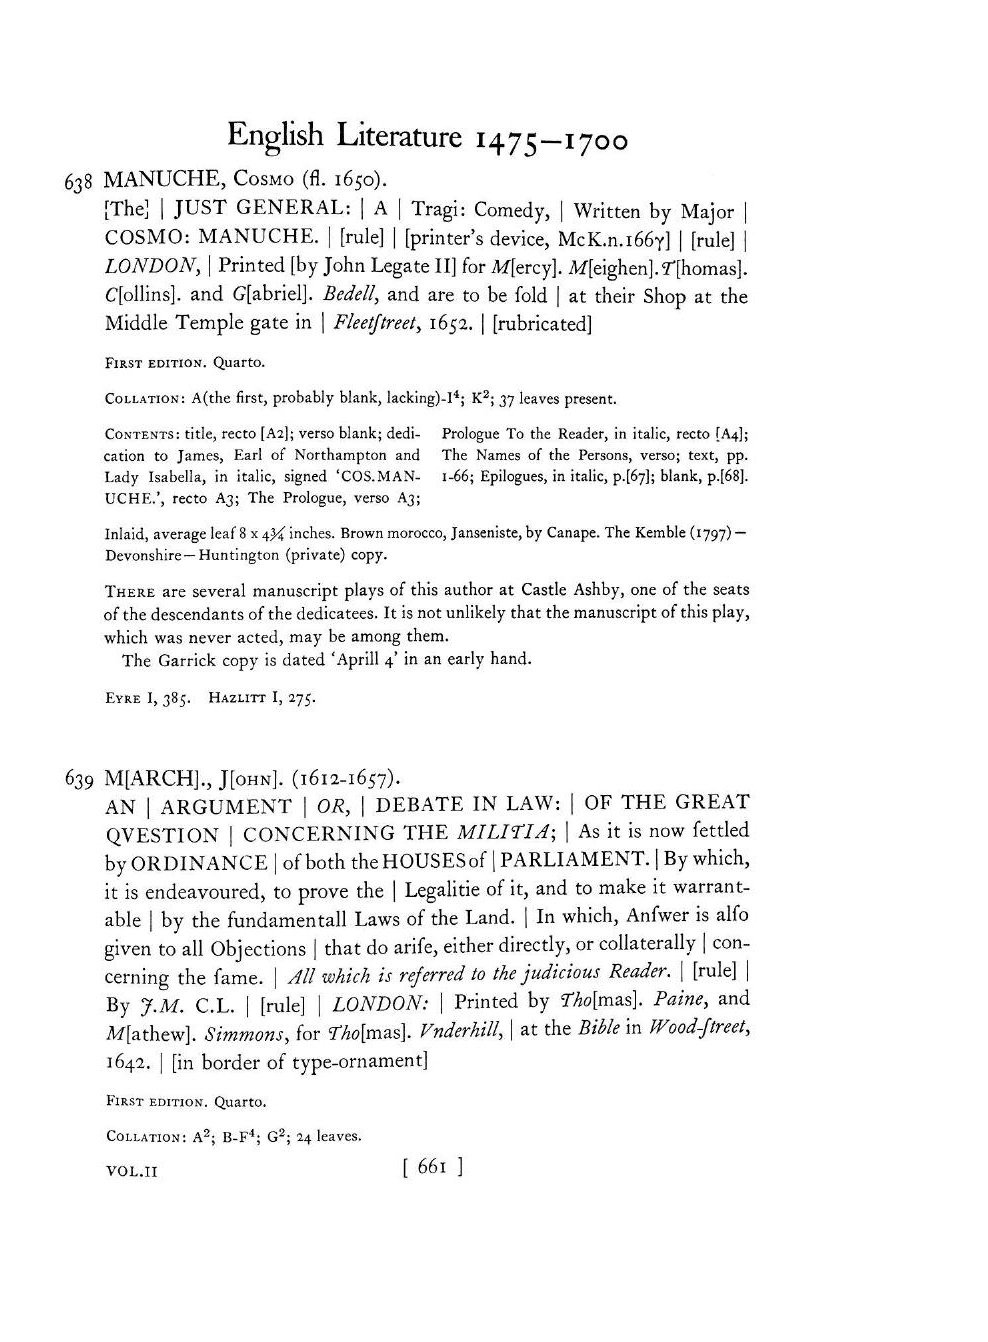 English Literature 1475–1700
638 MANUCHE, COSMO (fl. 1650).
[The] | JUST GENERAL: | A | Tragi: Comedy, | Written by Major |
COSMO: MANUCHE. | [rule] | [printer's device, McK.n.166γ] | [rule] |
LONDON, | Printed [by John Legate II] for M[ercy]. M[eighen]. T[homas].
C[ollins]. and G[abriel]. Bedell, and are to be ſold | at their Shop at the
Middle Temple gate in | Fleetſtreet, 1652. | [rubricated]
FIRST EDITION. Quarto.
COLLATION: A(the first, probably blank, lacking)-I⁴; K²; 37 leaves present.
CONTENTS: title, recto [A2]; verso blank; dedi-
cation to James, Earl of Northampton and
Lady Isabella, in italic, signed 'COS.MAN-
UCHE.', recto A3; The Prologue, verso A3;
Prologue To the Reader, in italic, recto [A4];
The Names of the Persons, verso; text, pp.
1-66; Epilogues, in italic, p.[67]; blank, p.[68].
Inlaid, average leaf 8 x 4¾ inches. Brown morocco, Janseniste, by Canape. The Kemble (1797) —
Devonshire — Huntington (private) copy.
THERE are several manuscript plays of this author at Castle Ashby, one of the seats
of the descendants of the dedicatees. It is not unlikely that the manuscript of this play,
which was never acted, may be among them.
The Garrick copy is dated 'Aprill 4' in an early hand.
EYRE I, 385. HAZLITT I, 275.
639 M[ARCH]., J[OHN]. (1612-1657).
AN | ARGUMENT | OR, | DEBATE IN LAW: | OF THE GREAT
QVESTION | CONCERNING THE MILITIA; | As it is now ſettled
by ORDINANCE | of both the HOUSES of | PARLIAMENT. | By which,
it is endeavoured, to prove the | Legalitie of it, and to make it warrant-
able | by the fundamentall Laws of the Land. | In which, Anſwer is alſo
given to all Objections | that do ariſe, either directly, or collaterally | con-
cerning the ſame. | All which is referred to the judicious Reader. | [rule] |
By J.M. C.L. | [rule] | LONDON: | Printed by Tho[mas]. Paine, and
M[athew]. Simmons, for Tho[mas]. Vnderhill, | at the Bible in Wood-ſtreet,
1642. | [in border of type-ornament]
FIRST EDITION. Quarto.
COLLATION: A²; B-F⁴; G²; 24 leaves.
VOL.II [ 661 ]